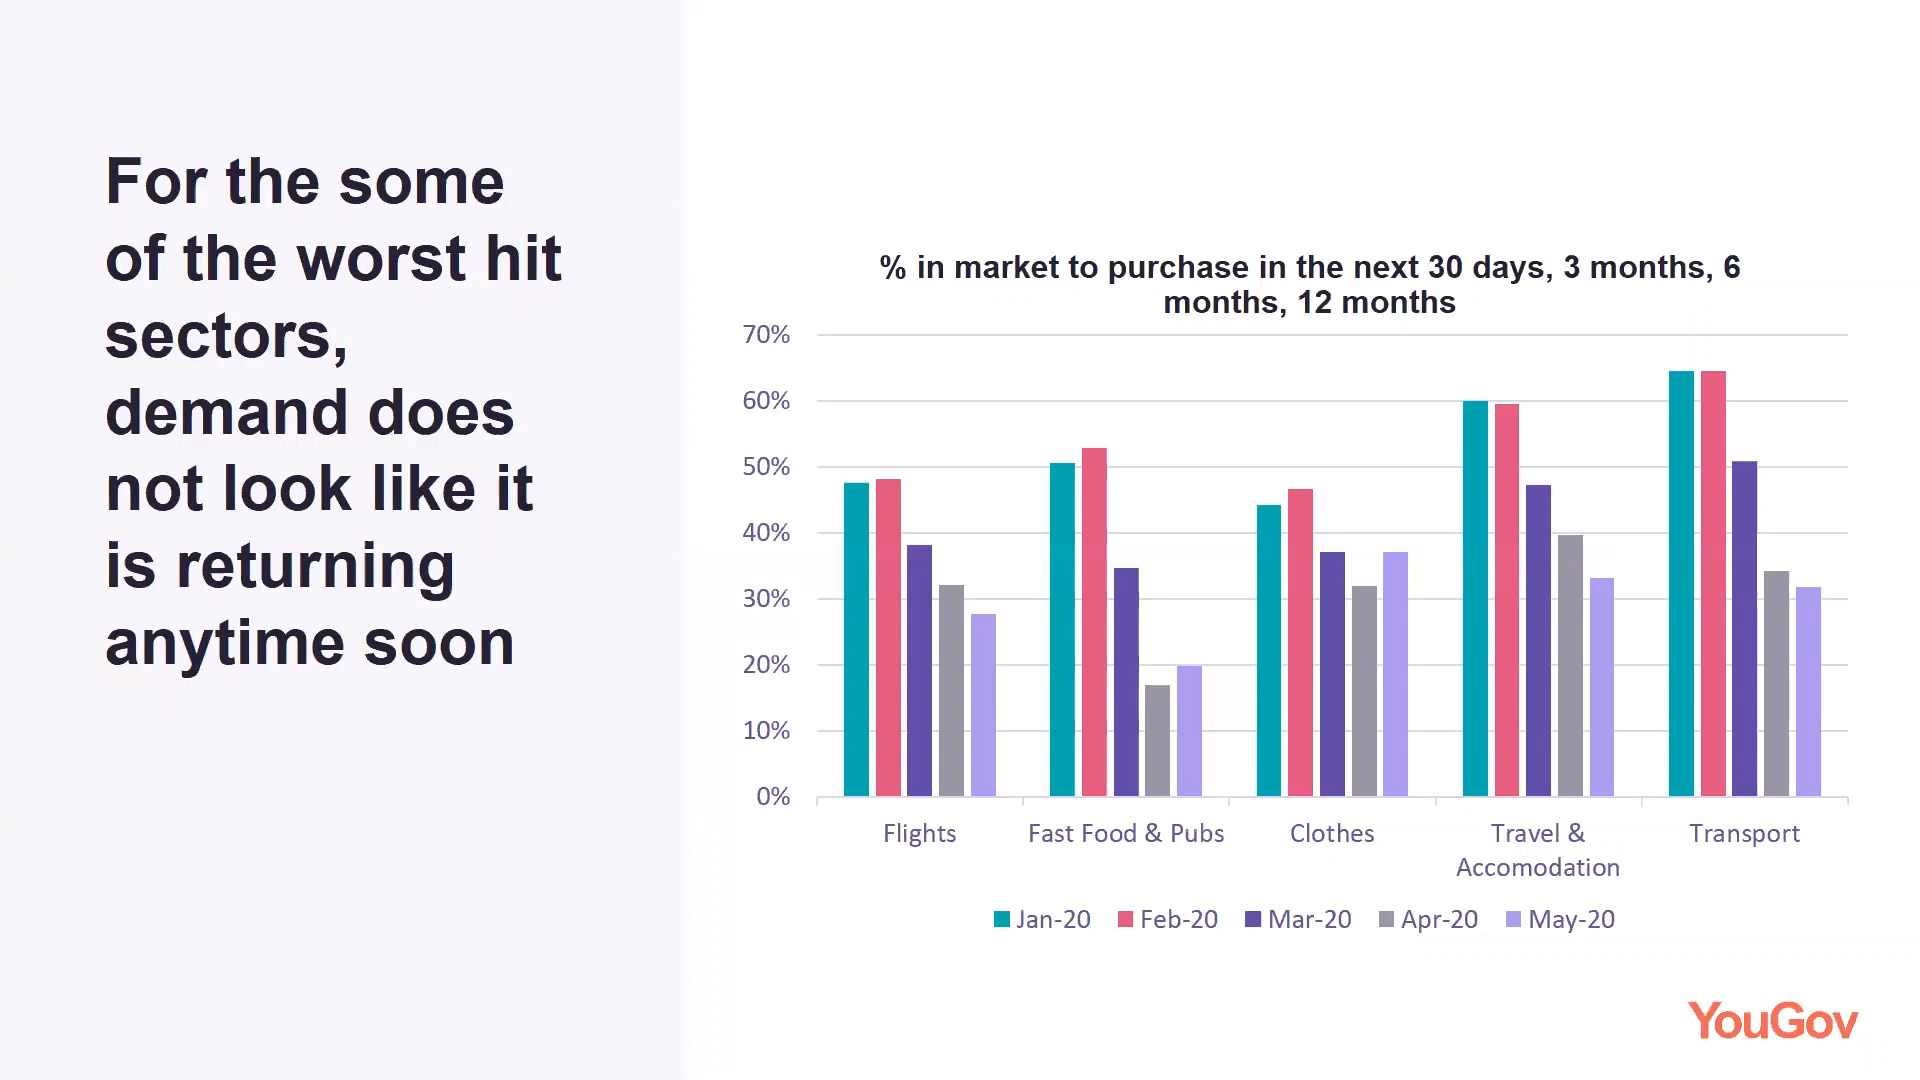 For the some
of the worst hit
sectors,
demand does
not look like it
is returning
anytime soon
% in market to purchase in the next 30 days, 3 months, 6
months, 12 months
70%
60%
50%
40%
30%
20%
10%
0%
Flights
Fast Food & Pubs
Clothes
Travel &
Accomodation
Transport
Jan-20
Feb-20
Mar-20
Apr-20
May-20
YouGov